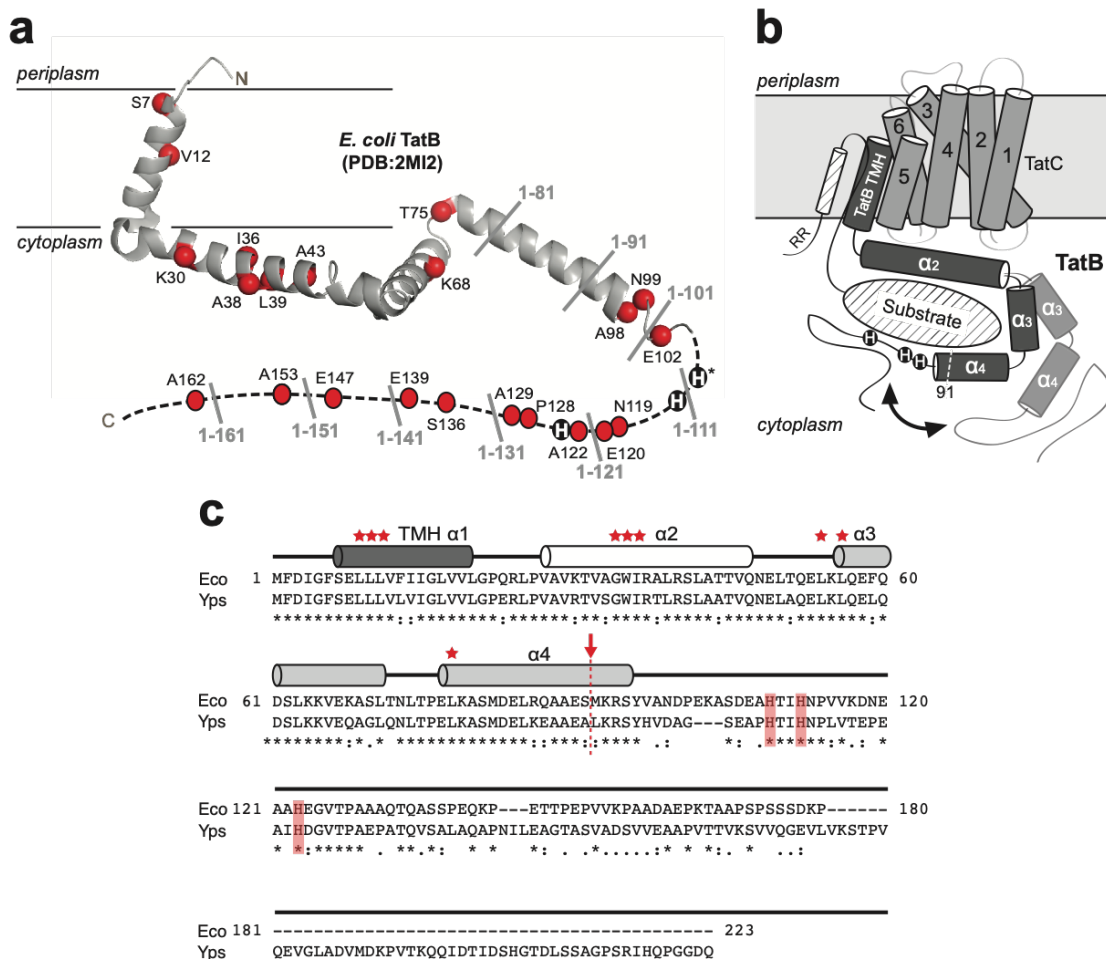 a
periplasm
N
S7
V12
E. coli TatB
(PDB:2MI2)
cytoplasm
T75
1-81
1-91
I36
A43
K30
A38
L39
K68
N99
1-101
A98
E102
H*
H
1-111
A162
A153
E147
E139
A129
P128
N119
C
1-161
1-151
1-141
S136
1-131
H
A122
E120
1-121
b
periplasm
3
6
4
2
1
5
TatC
TatB TMH
RR
α2
TatB
α3
α3
Substrate
H
H
H
α4
α4
91
cytoplasm
c
TMH α1 α2 α3
Eco 1 MFDIGFSELLLVFIIGLVVLGPQRLPVAVKTVAGWIRALRSLATTVQNELTQELKLQEFQ 60
Yps MFDIGFSELLLVLVIGLVVLGPERLPVAVRTVSGWIRTLRSLAATVQNELAQELKLQELQ
************::********:******:**:****:*****:******:*******:*
α4
Eco 61 DSLKKVEKASLTNLTPELKASMDELRQAAESMKRSYVANDPEKASDEAHTIHNPVVKDNE 120
Yps DSLKKVEQAGLQNLTPELKASMDELKEAAEALKRSYHVDAG---SEAPHTIHNPLVTEPE
********:.* *************::***::**** .: *: .******:*.: *
Eco 121 AAHEGVTPAAAQTQASSPEQKP---ETTPEPVVKPAADAEPKTAAPSPSSSDKP------ 180
Yps AIHDGVTPAEPATQVSALAQAPNILEAGTASVADSVVEAAPVTTVKSVVQGEVLVKSTPV
* *:***** . **.*: * * *: . *.....:* * *:. * ..:
Eco 181 ------------------------------------------- 223
Yps QEVGLADVMDKPVTKQQIDTIDSHGTDLSSAGPSRIHQPGGDQ